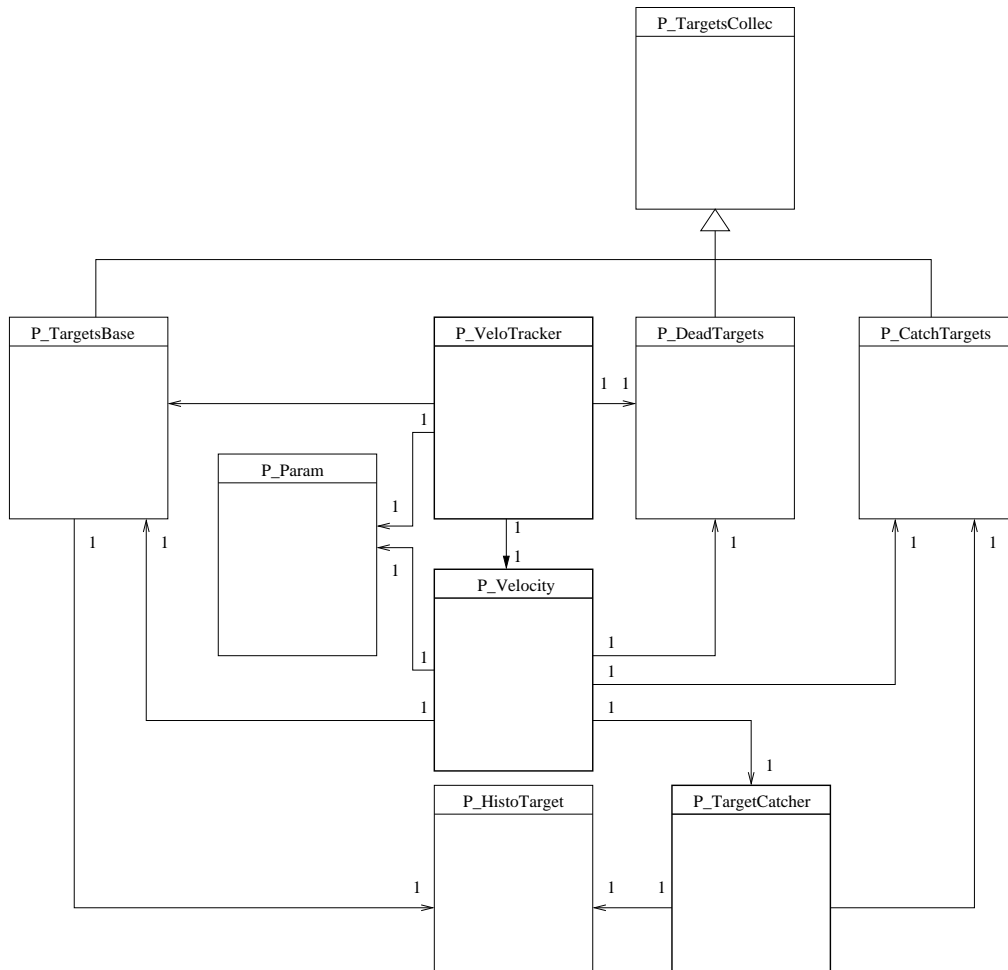 P_TargetsCollec
P_TargetsBase
P_VeloTracker
P_DeadTargets
P_CatchTargets
1 1
1
P_Param
1
1
1
1
1
1
1
1
1
P_Velocity
1
1
1
1
1
1
1
P_HistoTarget
P_TargetCatcher
1
1
1